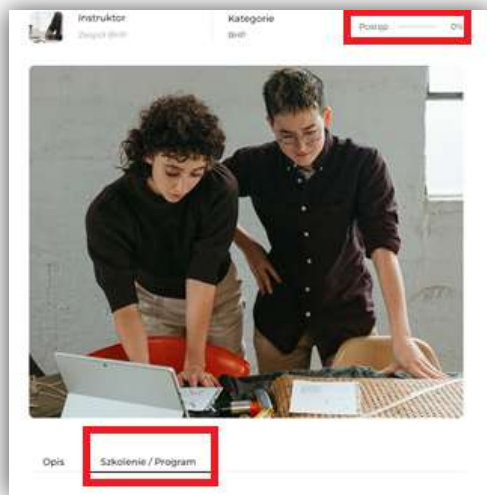 Instruktor
Zespół BHP
Kategorie
BHP
Postęp 0%
Opis
Szkolenie / Program